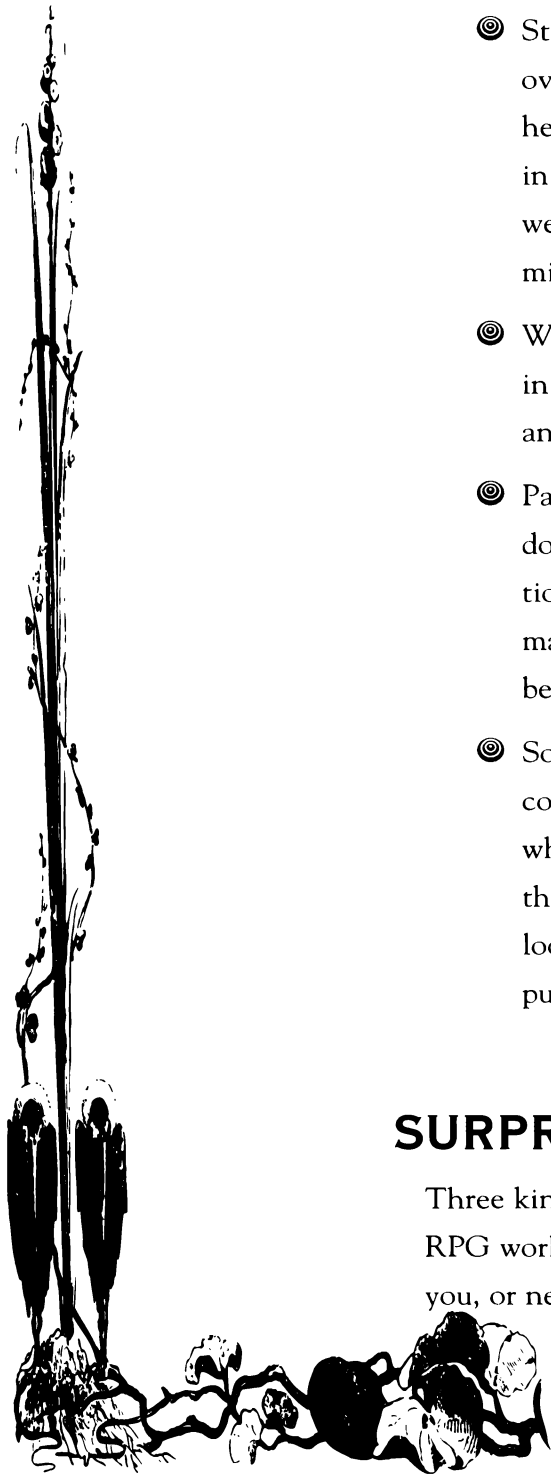 St
ov
he
in
we
mi
W
in
an
Pa
do
tio
ma
be
So
co
wh
th
loo
pu
SURPR
Three kin
RPG worl
you, or ne